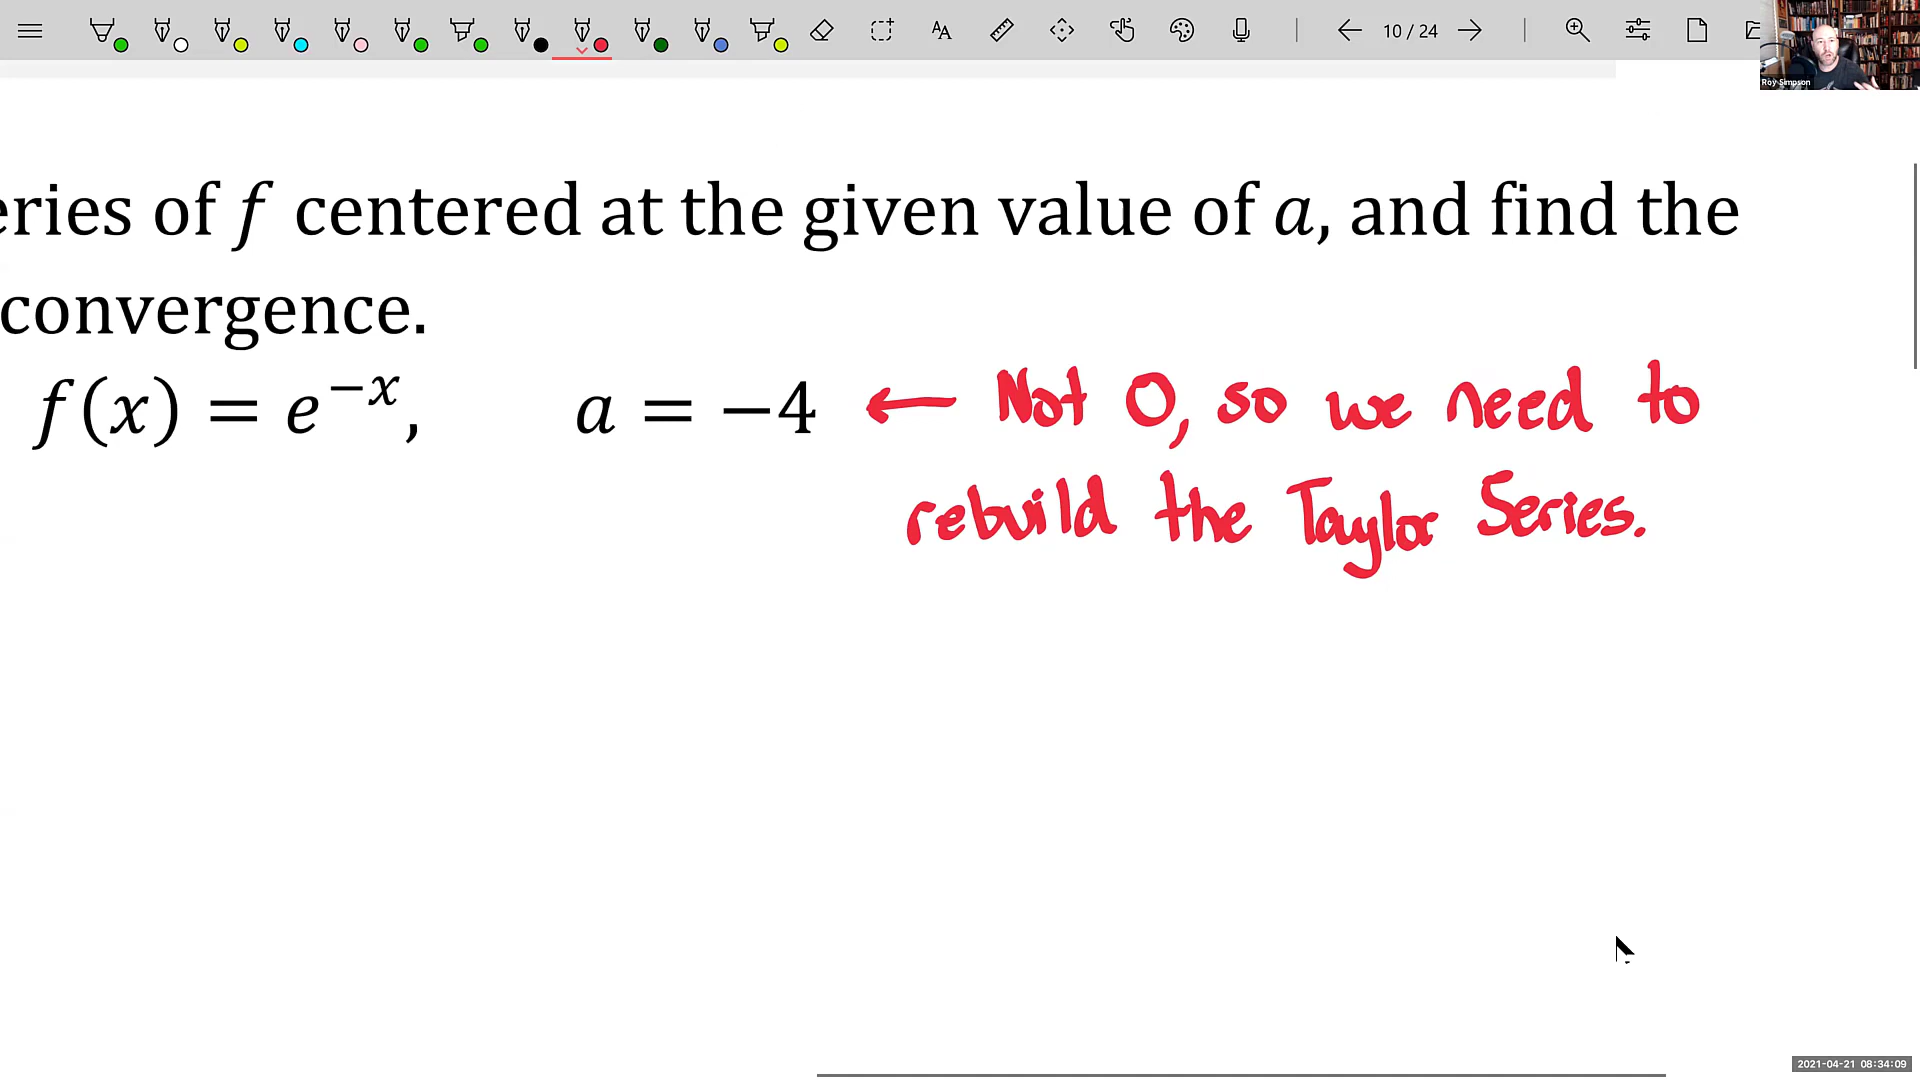 10 / 24
Roy Simpson
eries of f centered at the given value of a, and find the
convergence.
f(x) = e^{-x}, a = −4 ← Not 0, so we need to
rebuild the Taylor Series.
2021-04-21 08:34:09